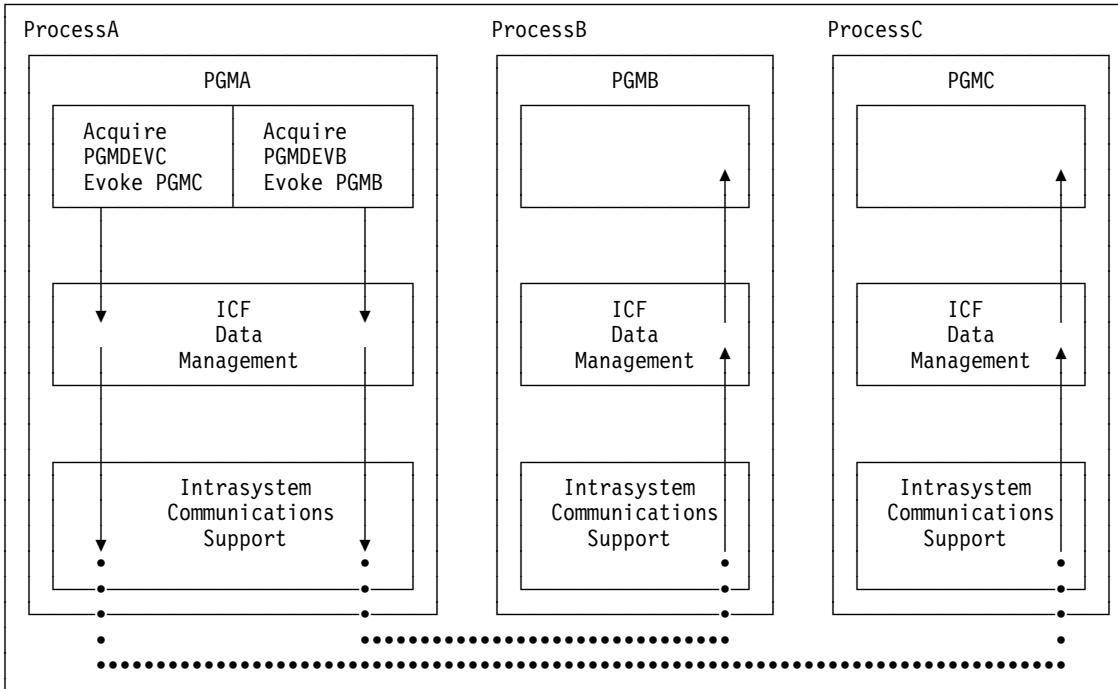 ProcessA
ProcessB
ProcessC
PGMA
PGMB
PGMC
Acquire
PGMDEVC
Evoke PGMC
Acquire
PGMDEVB
Evoke PGMB
ICF
Data
Management
ICF
Data
Management
ICF
Data
Management
Intrasystem
Communications
Support
Intrasystem
Communications
Support
Intrasystem
Communications
Support